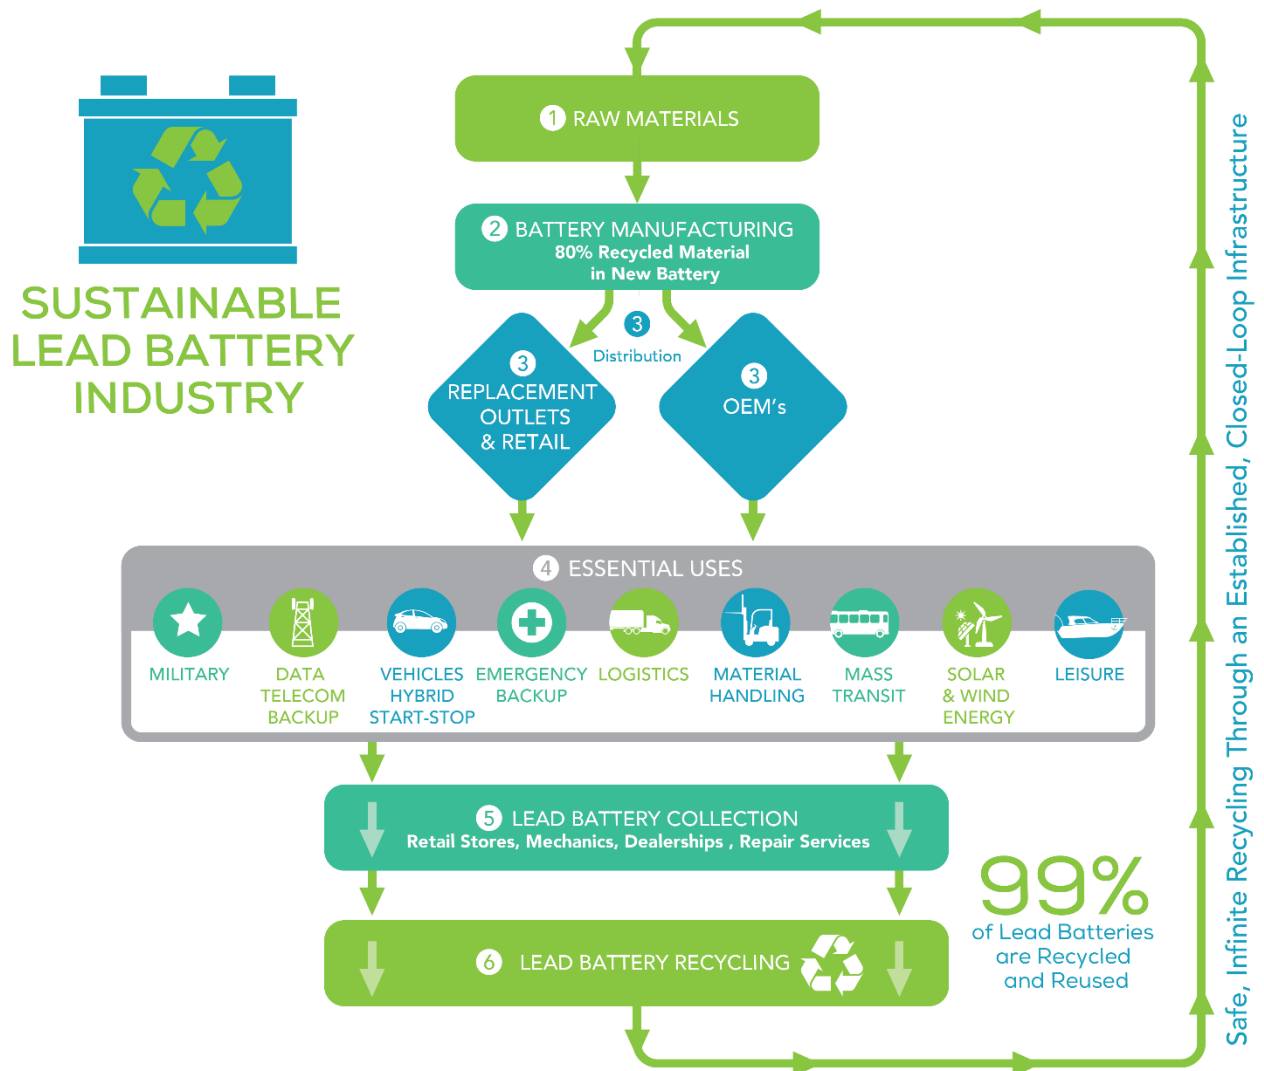 SUSTAINABLE
LEAD BATTERY
INDUSTRY
1 RAW MATERIALS
2 BATTERY MANUFACTURING
80% Recycled Material
in New Battery
3
Distribution
3
REPLACEMENT
OUTLETS
& RETAIL
3
OEM's
4 ESSENTIAL USES
MILITARY
DATA
TELECOM
BACKUP
VEHICLES
HYBRID
START-STOP
EMERGENCY
BACKUP
LOGISTICS
MATERIAL
HANDLING
MASS
TRANSIT
SOLAR
& WIND
ENERGY
LEISURE
5 LEAD BATTERY COLLECTION
Retail Stores, Mechanics, Dealerships , Repair Services
6 LEAD BATTERY RECYCLING
99%
of Lead Batteries
are Recycled
and Reused
Safe, Infinite Recycling Through an Established, Closed-Loop Infrastructure